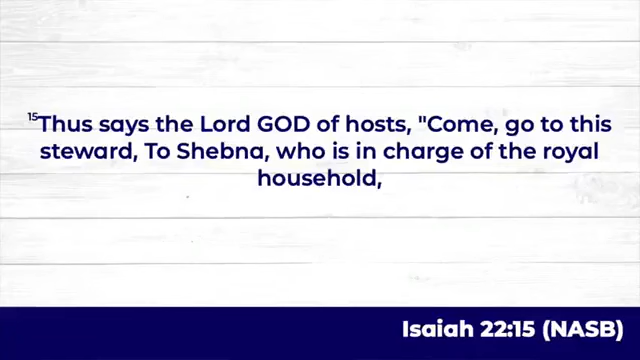 15Thus says the Lord GOD of hosts, "Come, go to this
steward, To Shebna, who is in charge of the royal
household,
Isaiah 22:15 (NASB)